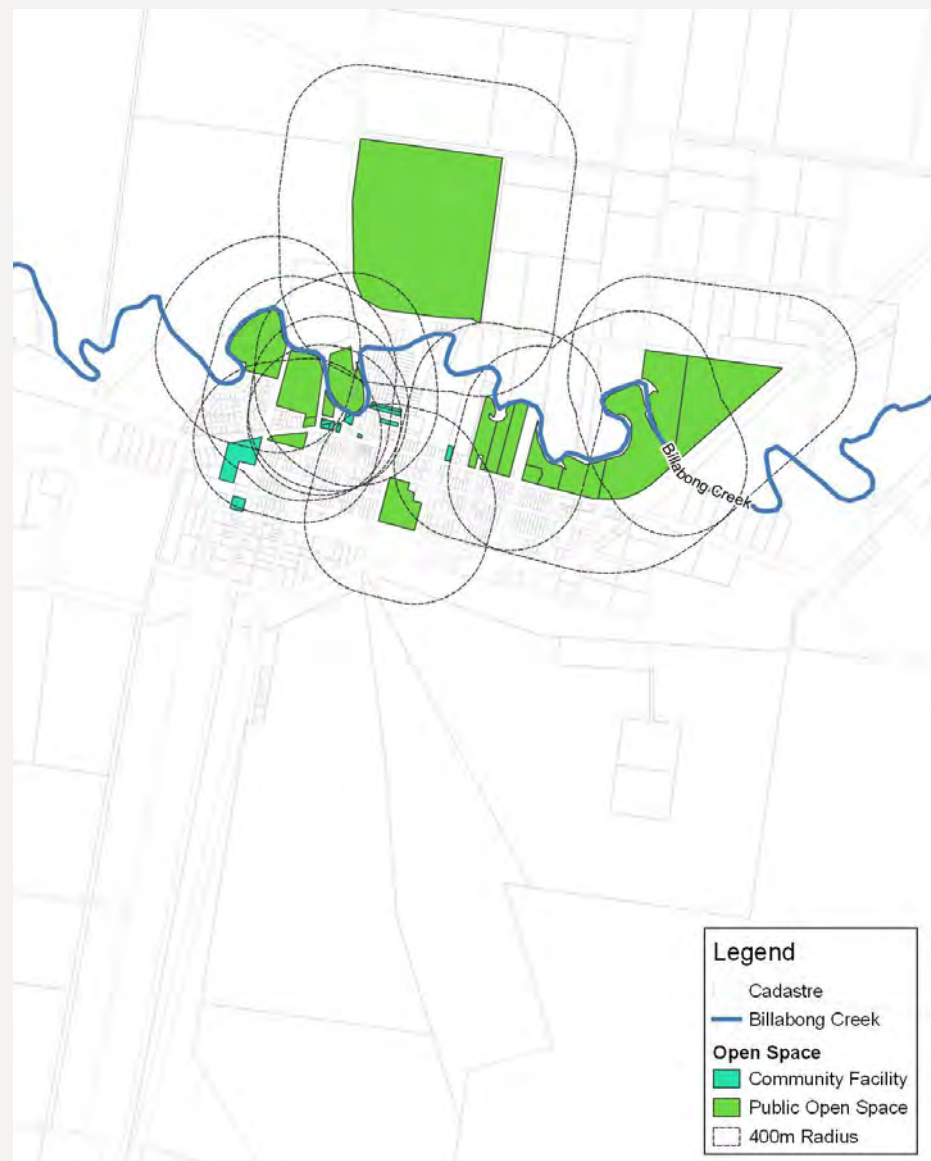 Billabong Creek
Legend
Cadastre
Billabong Creek
Open Space
Community Facility
Public Open Space
400m Radius